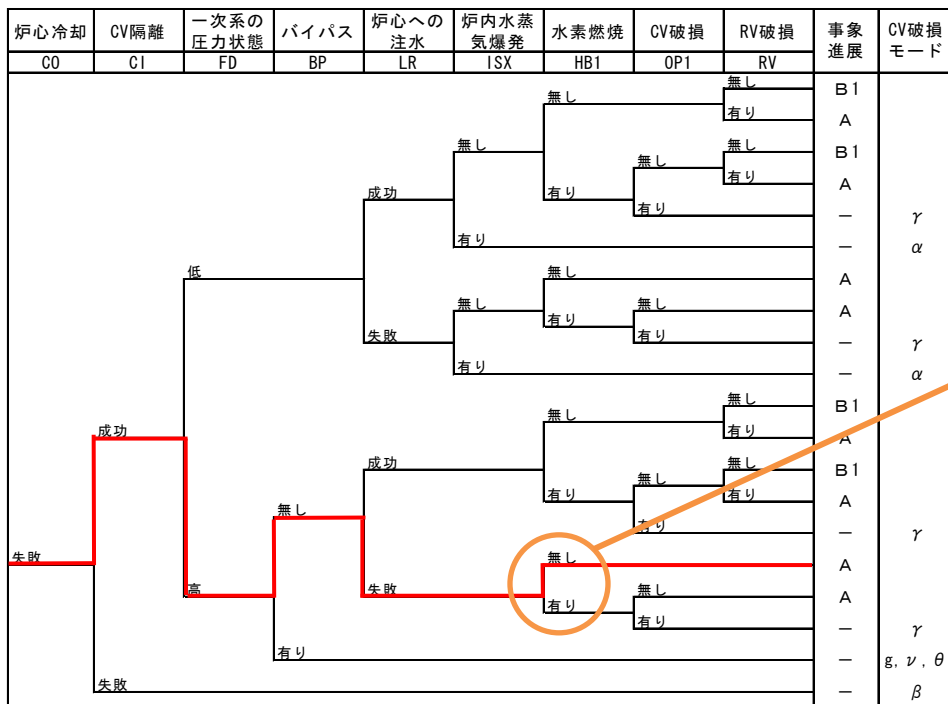 炉心冷却 CV隔離 一次系の圧力状態 バイパス 炉心への注水 炉内水蒸気爆発 水素燃焼 CV破損 RV破損 事象進展 CV破損モード
CO CI FD BP LR ISX HB1 OP1 RV
無し B1
無し
有り A
無し 無し B1
無し
有り A
成功 有り
有り － γ
有り － α
低 無し A
無し 無し A
有り
失敗 有り － γ
有り － α
無し B1
無し
成功 有り A
成功 無し B1
無し
有り 有り A
無し
有り － γ
失敗 無し A
高 失敗 無し A
有り
有り － γ
有り － g, ν, θ
失敗 － β